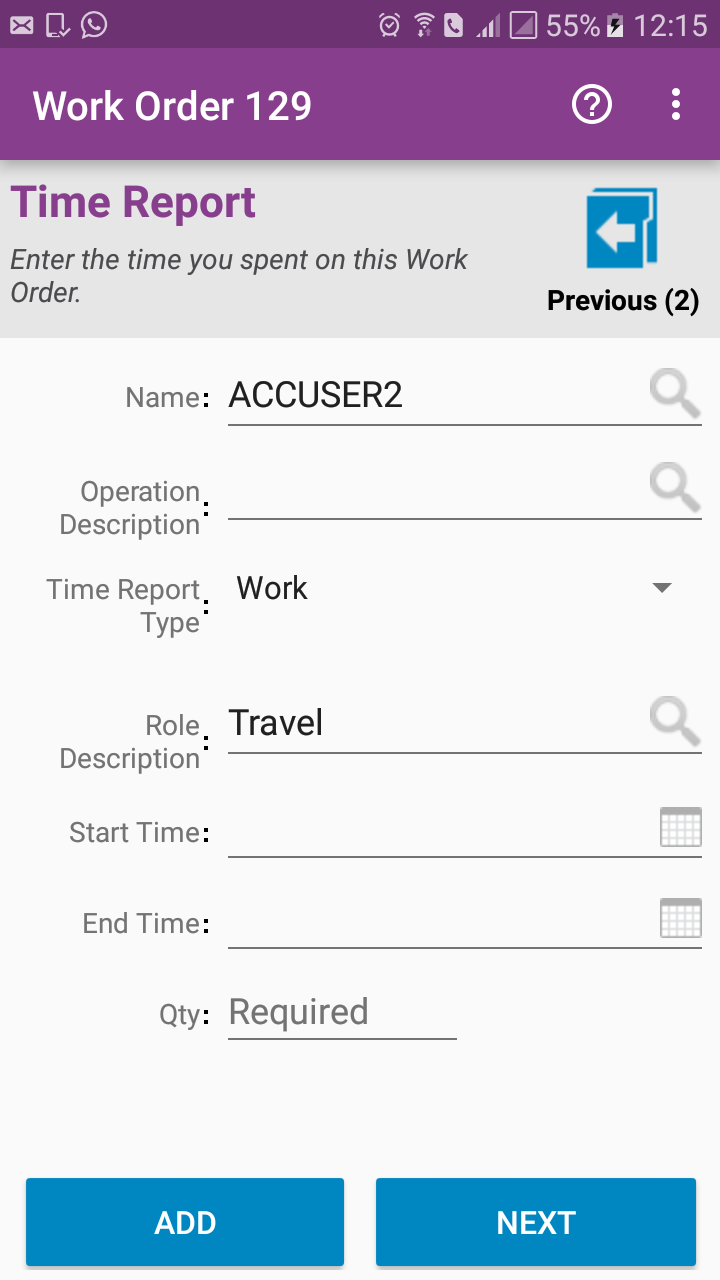 55% 12:15
Work Order 129
Time Report
Enter the time you spent on this Work
Order.
Previous (2)
Name: ACCUSER2
Operation
Description:
Time Report
Type: Work
Role
Description: Travel
Start Time:
End Time:
Qty: Required
ADD NEXT